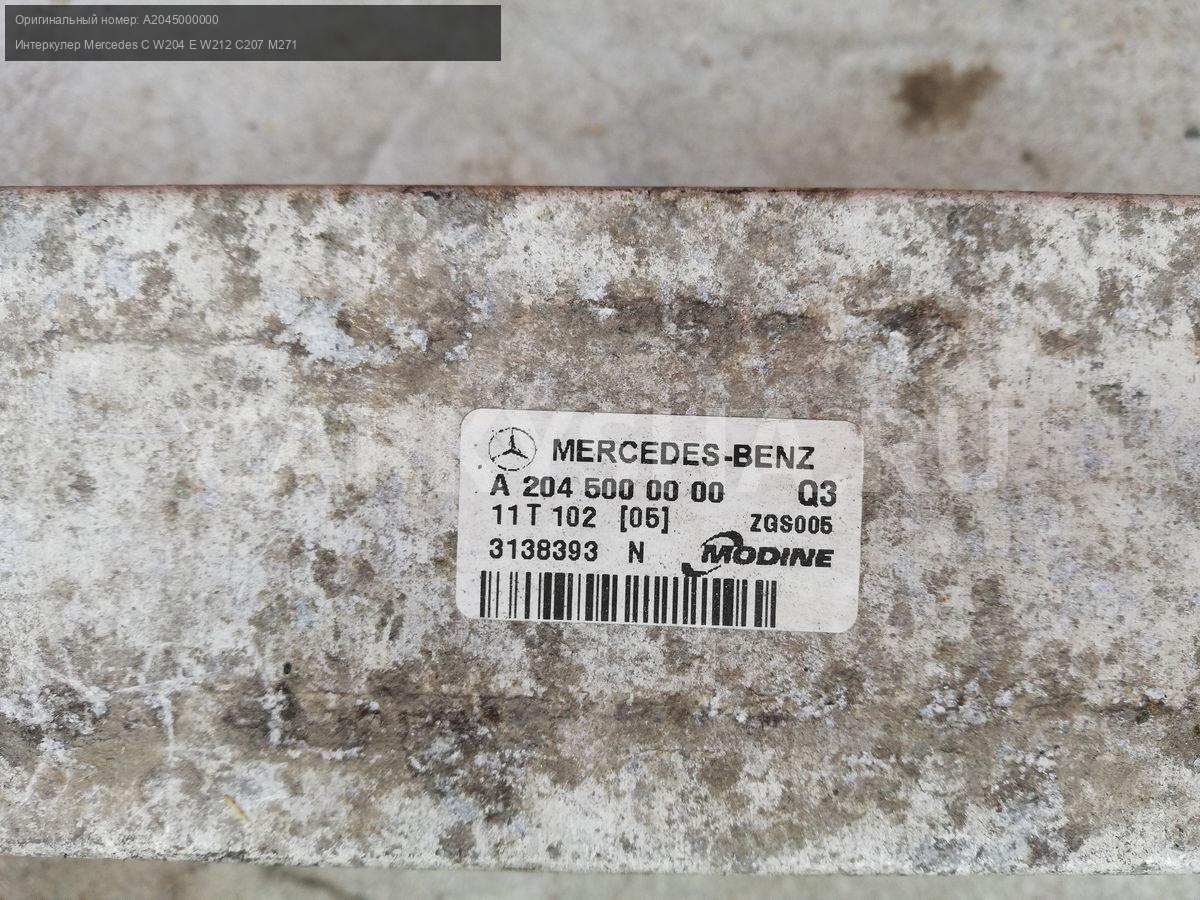 Оригинальный номер: A2045000000
Интеркулер Mercedes C W204 E W212 C207 M271
MERCEDES-BENZ
A 204 500 00 00 Q3
11T 102 [05] ZGS005
3138393 N MODINE